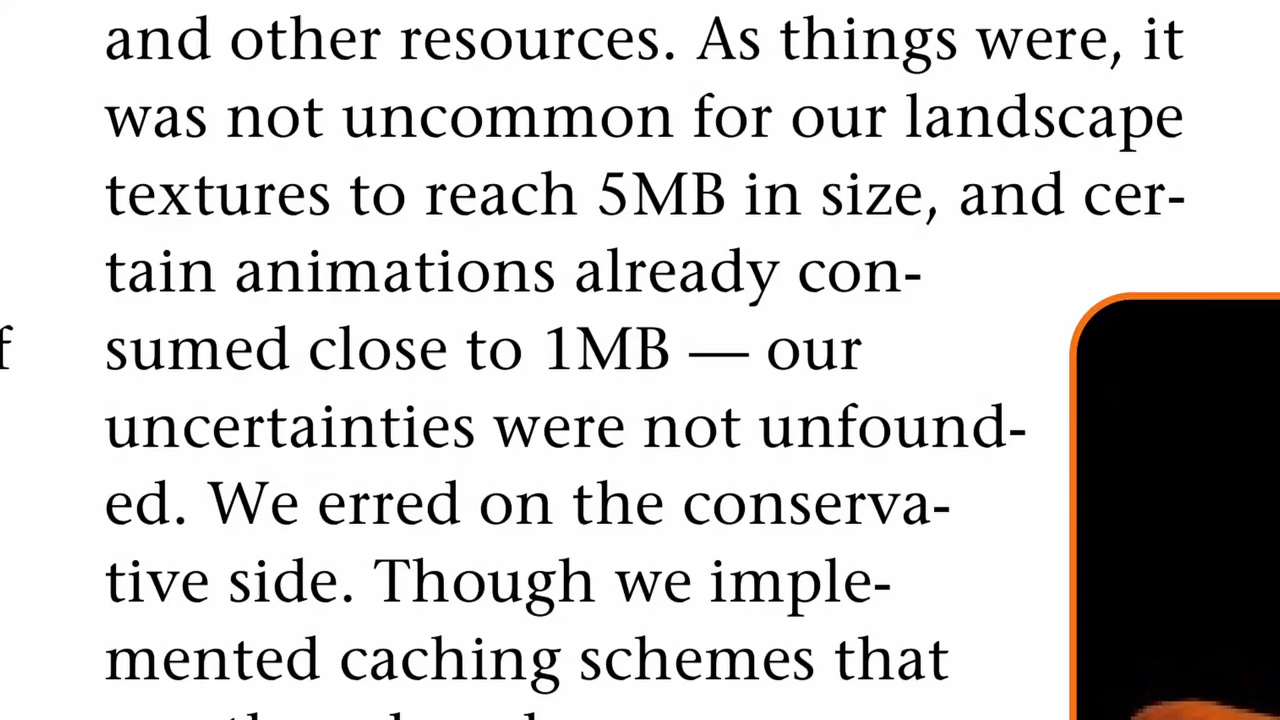 and other resources. As things were, it
was not uncommon for our landscape
textures to reach 5MB in size, and cer-
tain animations already con-
sumed close to 1MB — our
uncertainties were not unfound-
ed. We erred on the conserva-
tive side. Though we imple-
mented caching schemes that